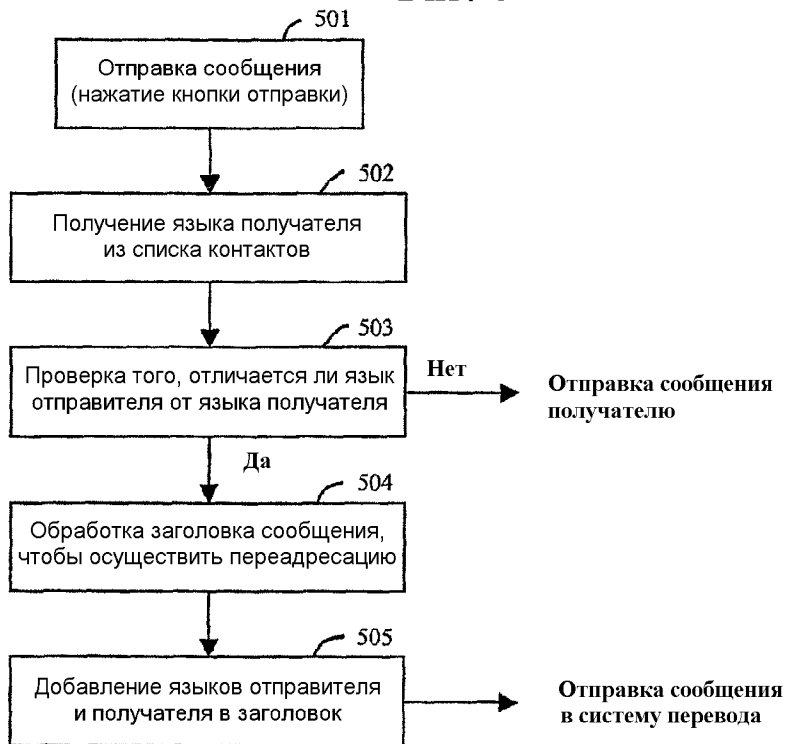 501
Отправка сообщения
(нажатие кнопки отправки)
502
Получение языка получателя
из списка контактов
503
Проверка того, отличается ли язык
отправителя от языка получателя
Нет
Отправка сообщения
получателю
Да
504
Обработка заголовка сообщения,
чтобы осуществить переадресацию
505
Добавление языков отправителя
и получателя в заголовок
Отправка сообщения
в систему перевода